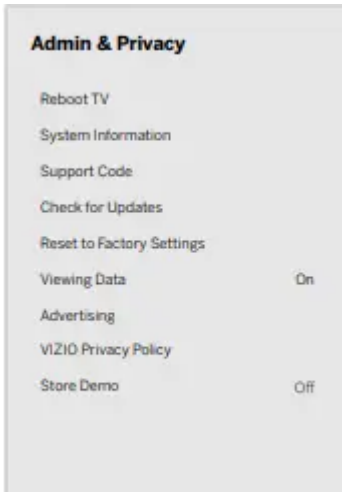 Admin & Privacy
Reboot TV
System Information
Support Code
Check for Updates
Reset to Factory Settings
Viewing Data On
Advertising
VIZIO Privacy Policy
Store Demo Off